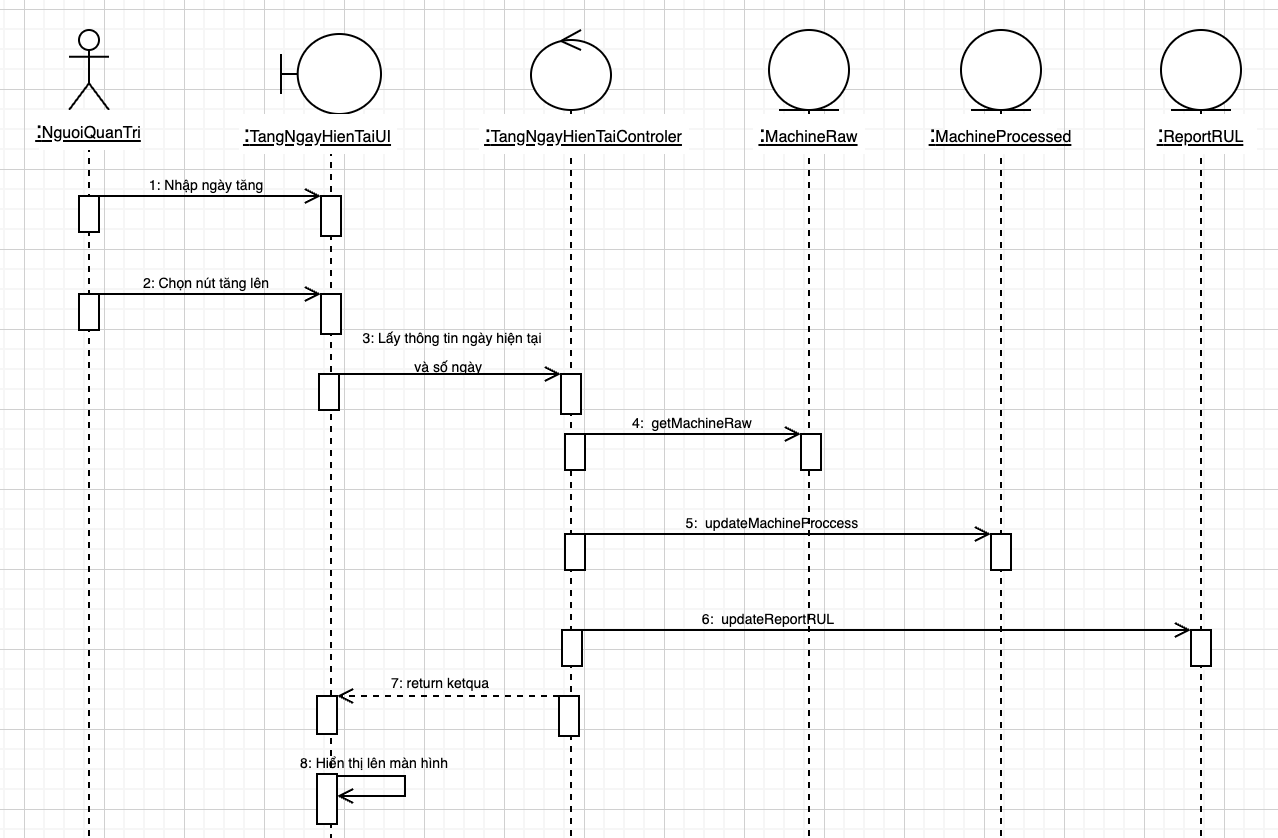 :NguoiQuanTri
:TangNgayHienTaiUI
:TangNgayHienTaiControler
:MachineRaw
:MachineProcessed
:ReportRUL
1: Nhập ngày tăng
2: Chọn nút tăng lên
3: Lấy thông tin ngày hiện tại
và số ngày
4: getMachineRaw
5: updateMachineProccess
6: updateReportRUL
7: return ketqua
8: Hiển thị lên màn hình